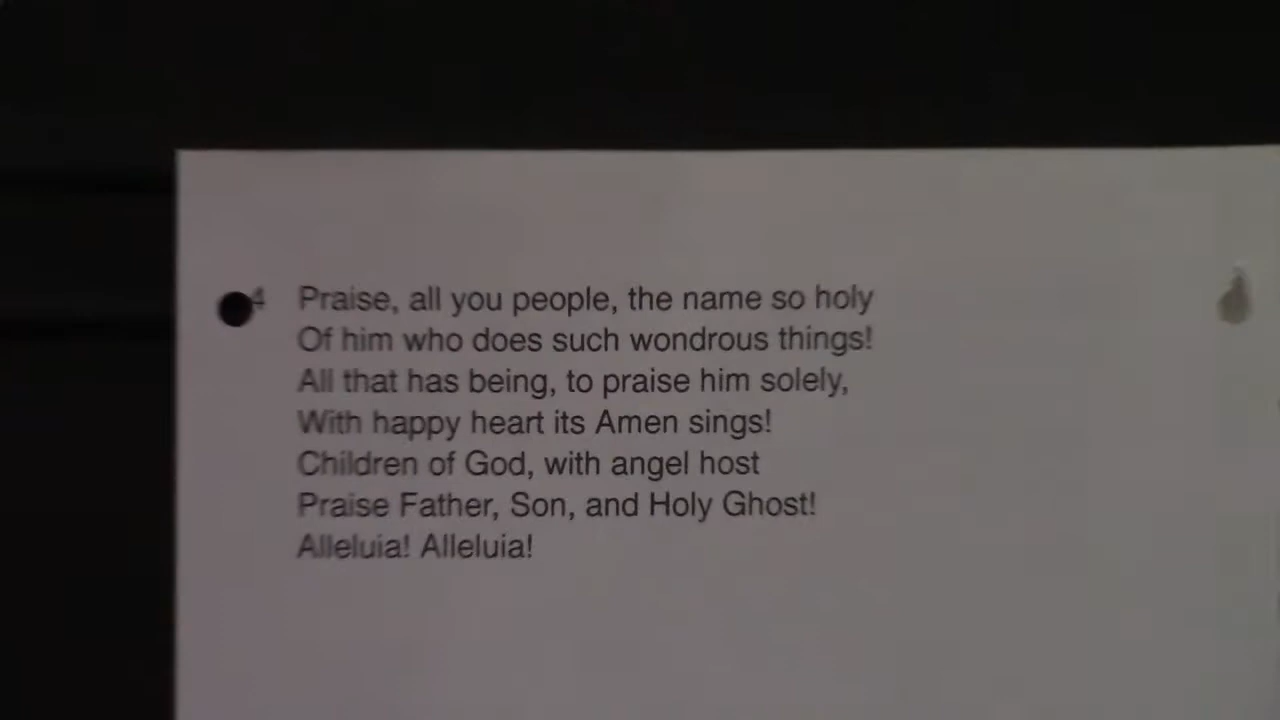 4 Praise, all you people, the name so holy
Of him who does such wondrous things!
All that has being, to praise him solely,
With happy heart its Amen sings!
Children of God, with angel host
Praise Father, Son, and Holy Ghost!
Alleluia! Alleluia!